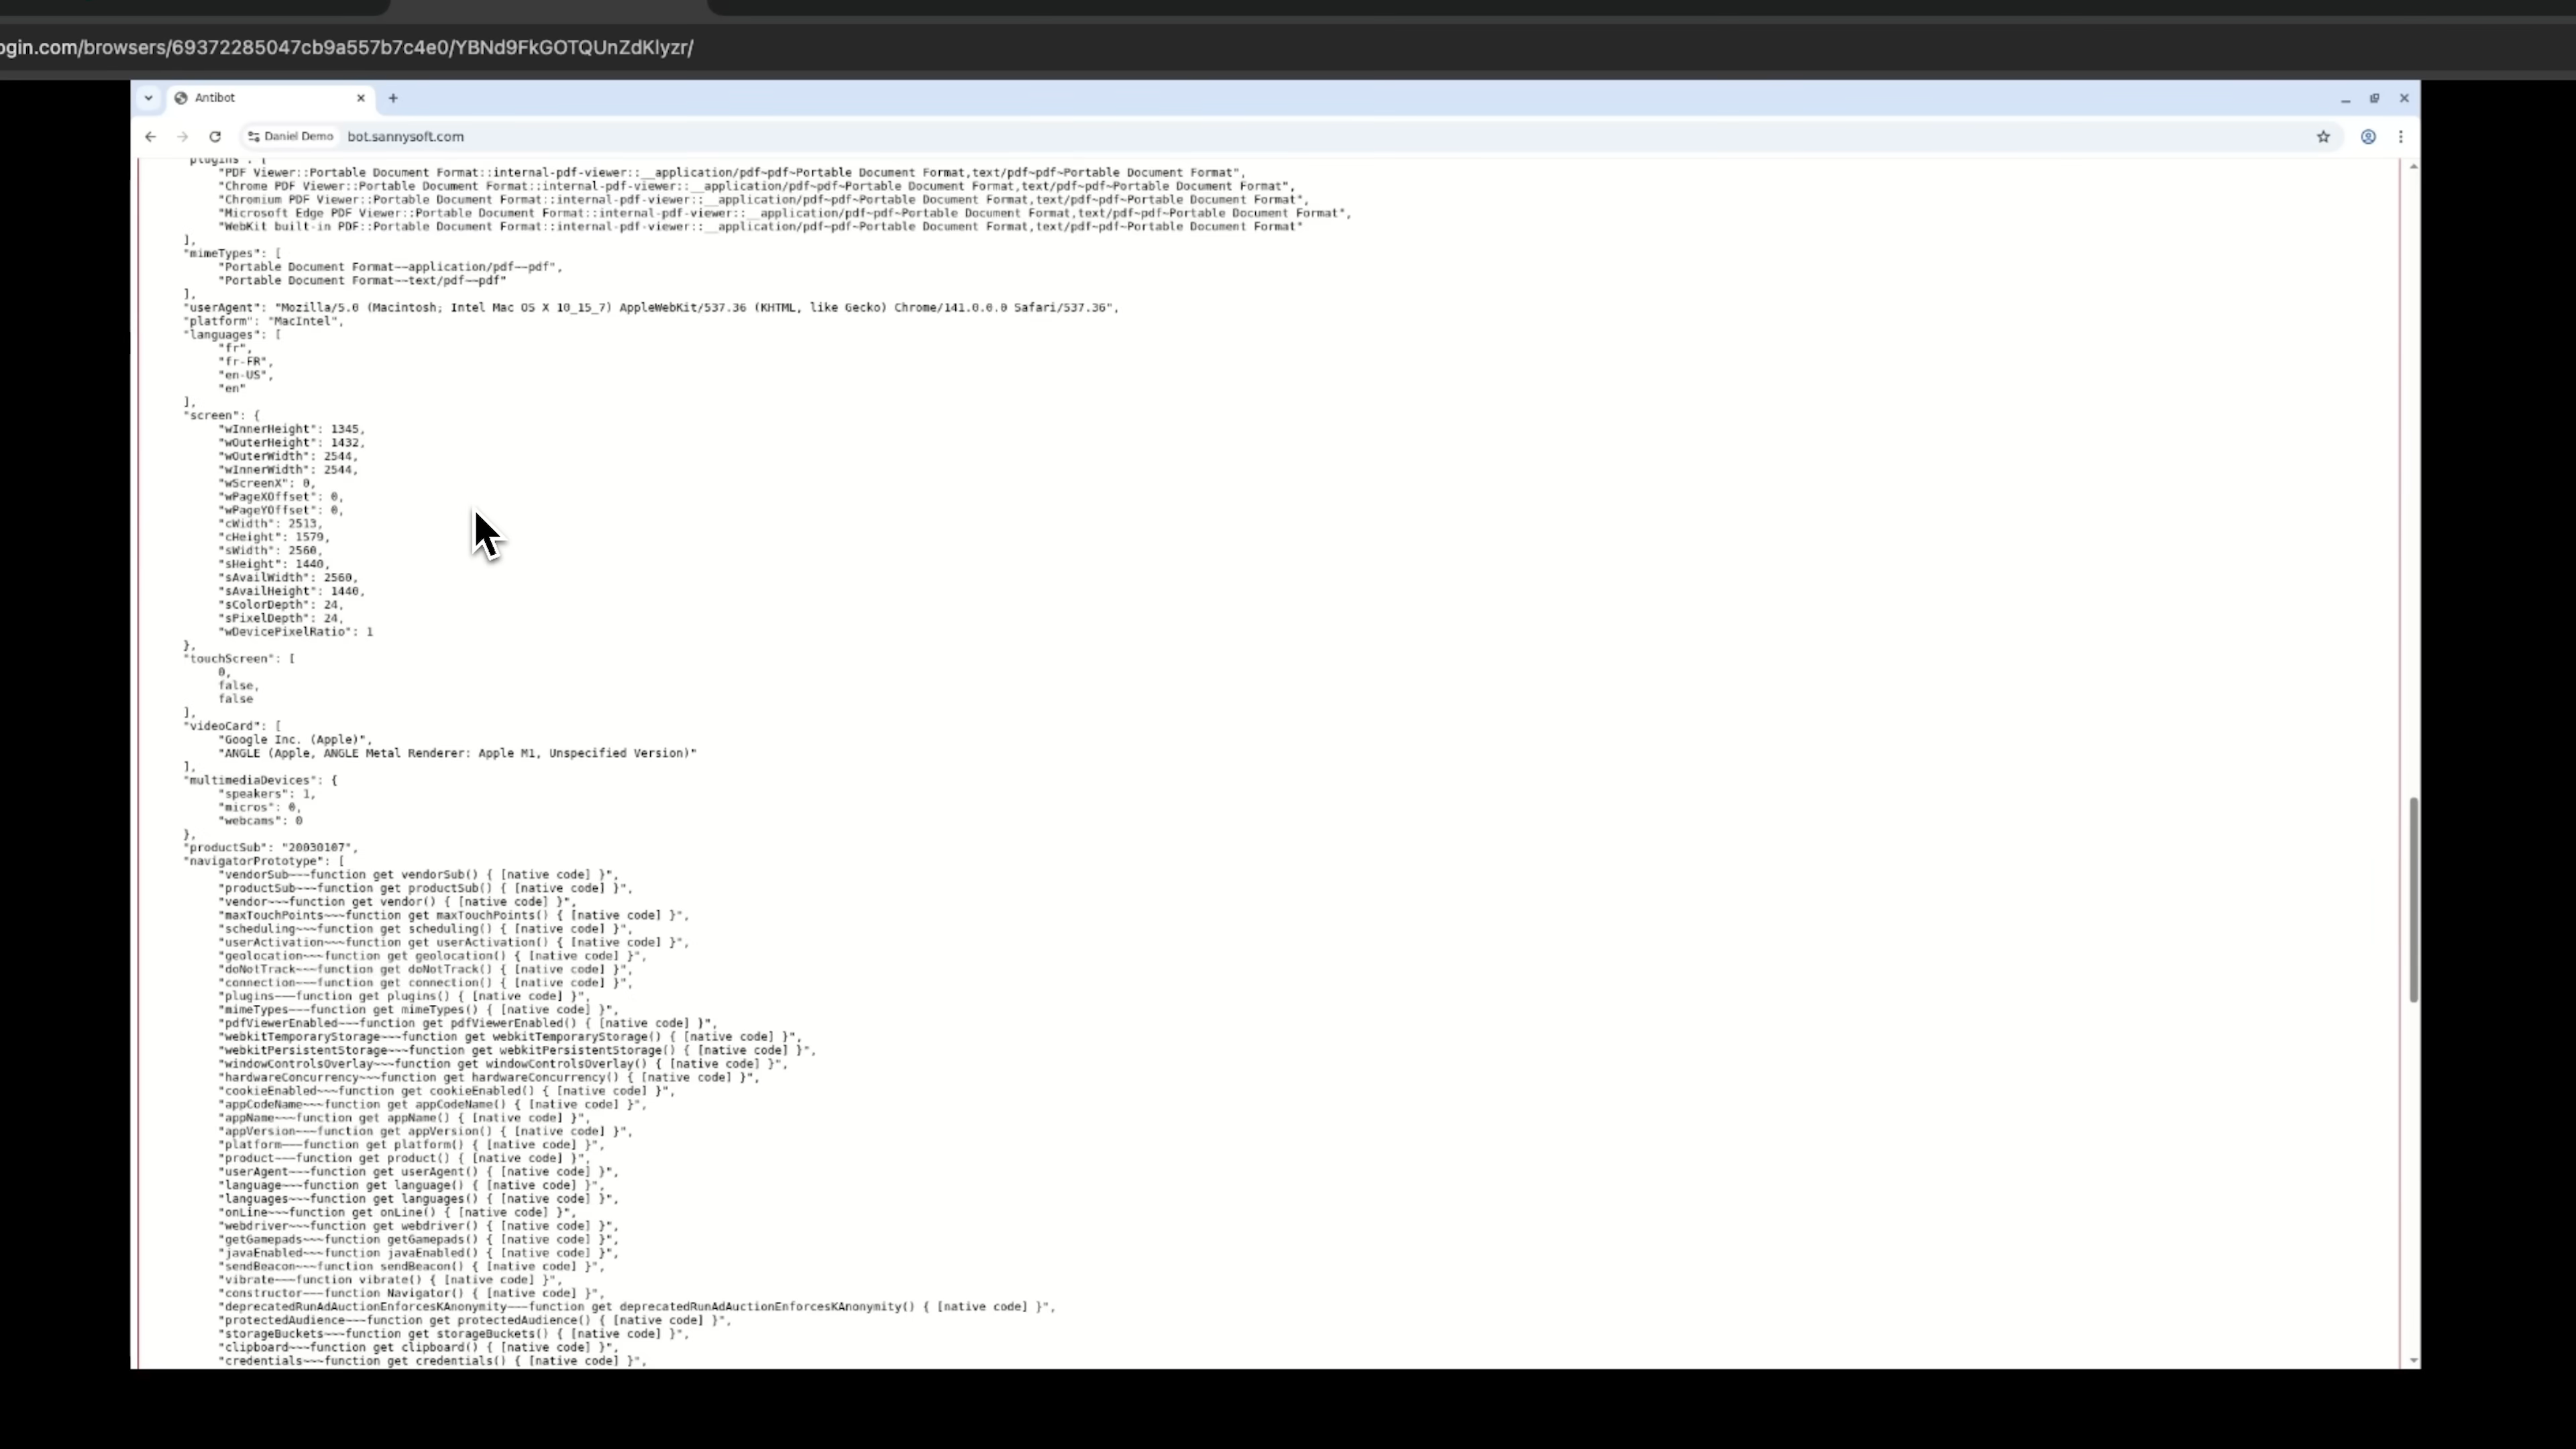 ogin.com/browsers/69372285047cb9a557b7c4e0/YBNd9FkGOTQUnZdKlyzr/
Antibot
Daniel Demo bot.sannysoft.com
"plugins": [
"PDF Viewer::Portable Document Format::internal-pdf-viewer::__application/pdf~pdf~Portable Document Format,text/pdf~pdf~Portable Document Format",
"Chrome PDF Viewer::Portable Document Format::internal-pdf-viewer::__application/pdf~pdf~Portable Document Format,text/pdf~pdf~Portable Document Format",
"Chromium PDF Viewer::Portable Document Format::internal-pdf-viewer::__application/pdf~pdf~Portable Document Format,text/pdf~pdf~Portable Document Format",
"Microsoft Edge PDF Viewer::Portable Document Format::internal-pdf-viewer::__application/pdf~pdf~Portable Document Format,text/pdf~pdf~Portable Document Format",
"WebKit built-in PDF::Portable Document Format::internal-pdf-viewer::__application/pdf~pdf~Portable Document Format,text/pdf~pdf~Portable Document Format"
],
"mimeTypes": [
"Portable Document Format~~application/pdf~~pdf",
"Portable Document Format~~text/pdf~~pdf"
],
"userAgent": "Mozilla/5.0 (Macintosh; Intel Mac OS X 10_15_7) AppleWebKit/537.36 (KHTML, like Gecko) Chrome/141.0.0.0 Safari/537.36",
"platform": "MacIntel",
"languages": [
"fr",
"fr-FR",
"en-US",
"en"
],
"screen": {
"wInnerHeight": 1345,
"wOuterHeight": 1432,
"wOuterWidth": 2544,
"wInnerWidth": 2544,
"wScreenX": 0,
"wPageXOffset": 0,
"wPageYOffset": 0,
"cWidth": 2513,
"cHeight": 1579,
"sWidth": 2560,
"sHeight": 1440,
"sAvailWidth": 2560,
"sAvailHeight": 1440,
"sColorDepth": 24,
"sPixelDepth": 24,
"wDevicePixelRatio": 1
},
"touchScreen": [
0,
false,
false
],
"videoCard": [
"Google Inc. (Apple)",
"ANGLE (Apple, ANGLE Metal Renderer: Apple M1, Unspecified Version)"
],
"multimediaDevices": {
"speakers": 1,
"micros": 0,
"webcams": 0
},
"productSub": "20030107",
"navigatorPrototype": [
"vendorSub~~~function get vendorSub() { [native code] }",
"productSub~~~function get productSub() { [native code] }",
"vendor~~~function get vendor() { [native code] }",
"maxTouchPoints~~~function get maxTouchPoints() { [native code] }",
"scheduling~~~function get scheduling() { [native code] }",
"userActivation~~~function get userActivation() { [native code] }",
"geolocation~~~function get geolocation() { [native code] }",
"doNotTrack~~~function get doNotTrack() { [native code] }",
"connection~~~function get connection() { [native code] }",
"plugins~~~function get plugins() { [native code] }",
"mimeTypes~~~function get mimeTypes() { [native code] }",
"pdfViewerEnabled~~~function get pdfViewerEnabled() { [native code] }",
"webkitTemporaryStorage~~~function get webkitTemporaryStorage() { [native code] }",
"webkitPersistentStorage~~~function get webkitPersistentStorage() { [native code] }",
"windowControlsOverlay~~~function get windowControlsOverlay() { [native code] }",
"hardwareConcurrency~~~function get hardwareConcurrency() { [native code] }",
"cookieEnabled~~~function get cookieEnabled() { [native code] }",
"appCodeName~~~function get appCodeName() { [native code] }",
"appName~~~function get appName() { [native code] }",
"appVersion~~~function get appVersion() { [native code] }",
"platform~~~function get platform() { [native code] }",
"product~~~function get product() { [native code] }",
"userAgent~~~function get userAgent() { [native code] }",
"language~~~function get language() { [native code] }",
"languages~~~function get languages() { [native code] }",
"onLine~~~function get onLine() { [native code] }",
"webdriver~~~function get webdriver() { [native code] }",
"getGamepads~~~function getGamepads() { [native code] }",
"javaEnabled~~~function javaEnabled() { [native code] }",
"sendBeacon~~~function sendBeacon() { [native code] }",
"vibrate~~~function vibrate() { [native code] }",
"constructor~~~function Navigator() { [native code] }",
"deprecatedRunAdAuctionEnforcesKAnonymity~~~function get deprecatedRunAdAuctionEnforcesKAnonymity() { [native code] }",
"protectedAudience~~~function get protectedAudience() { [native code] }",
"storageBuckets~~~function get storageBuckets() { [native code] }",
"clipboard~~~function get clipboard() { [native code] }",
"credentials~~~function get credentials() { [native code] }",